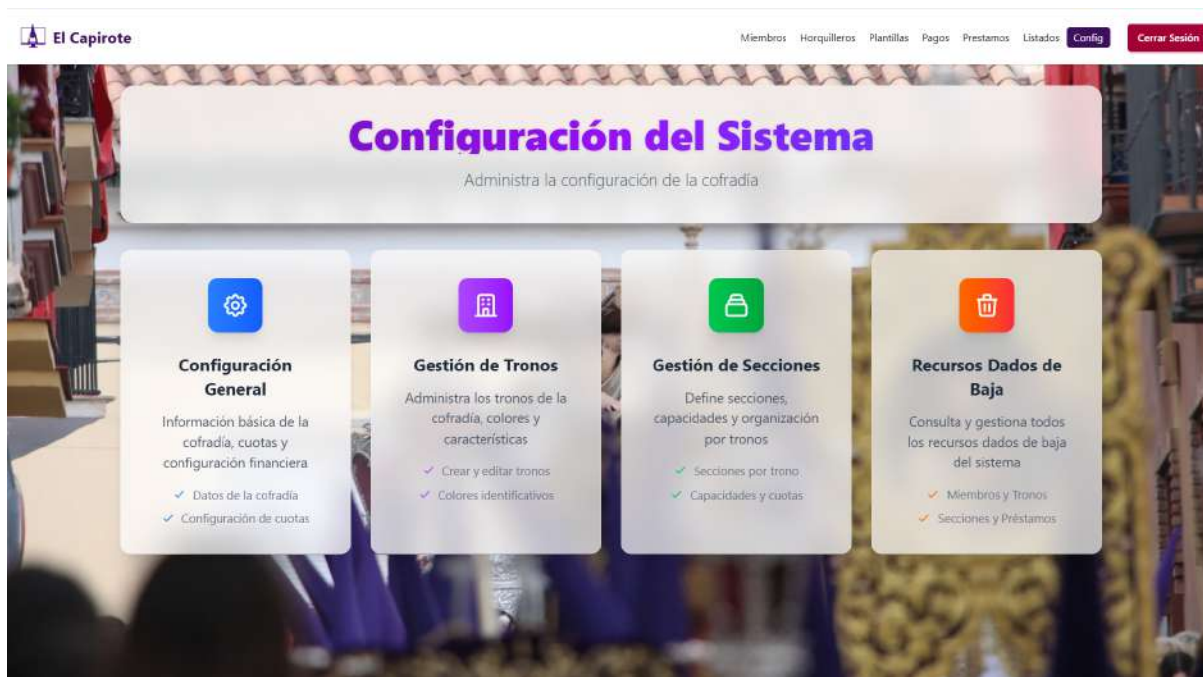 El Capirote
Miembros Horquilleros Plantillas Pagos Prestamos Listados Config Cerrar Sesión
Configuración del Sistema
Administra la configuración de la cofradía
Configuración
General
Información básica de la
cofradía, cuotas y
configuración financiera
Datos de la cofradía
Configuración de cuotas
Gestión de Tronos
Administra los tronos de la
cofradía, colores y
características
Crear y editar tronos
Colores identificativos
Gestión de Secciones
Define secciones,
capacidades y organización
por tronos
Secciones por trono
Capacidades y cuotas
Recursos Dados de
Baja
Consulta y gestiona todos
los recursos dados de baja
del sistema
Miembros y Tronos
Secciones y Préstamos